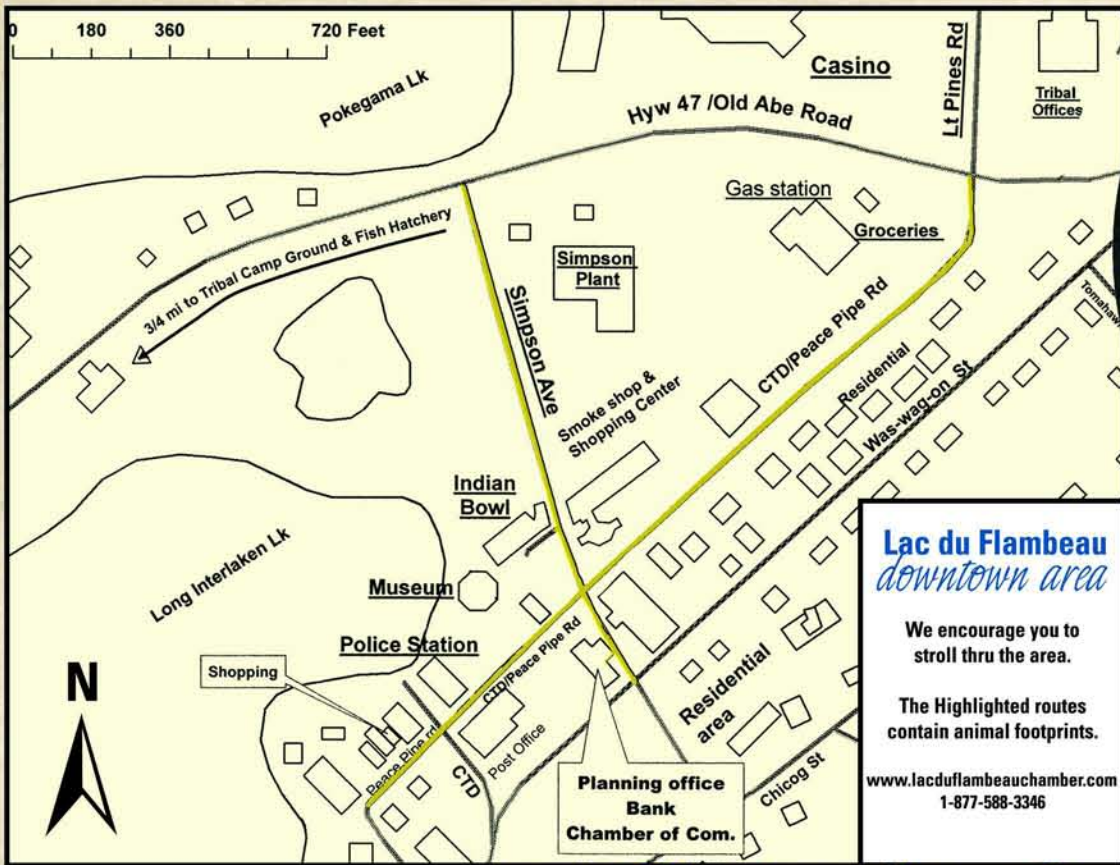 0 180 360 720 Feet
Pokegama Lk
Casino
Hyw 47 /Old Abe Road
Lt Pines Rd
Tribal
Offices
Gas station
Groceries
3/4 mi to Tribal Camp Ground & Fish Hatchery
Simpson
Plant
Simpson Ave
CTD/Peace Pipe Rd
Residential
Was-wag-on St
Smoke shop &
Shopping Center
Indian
Bowl
Long Interlaken Lk
Museum
Police Station
Shopping
CTD/Peace Pipe Rd
Peace Pipe rd
CTD
Post Office
Residential
area
Chicog St
Planning office
Bank
Chamber of Com.
N
Lac du Flambeau
downtown area
We encourage you to
stroll thru the area.
The Highlighted routes
contain animal footprints.
www.lacduflambeauchamber.com
1-877-588-3346